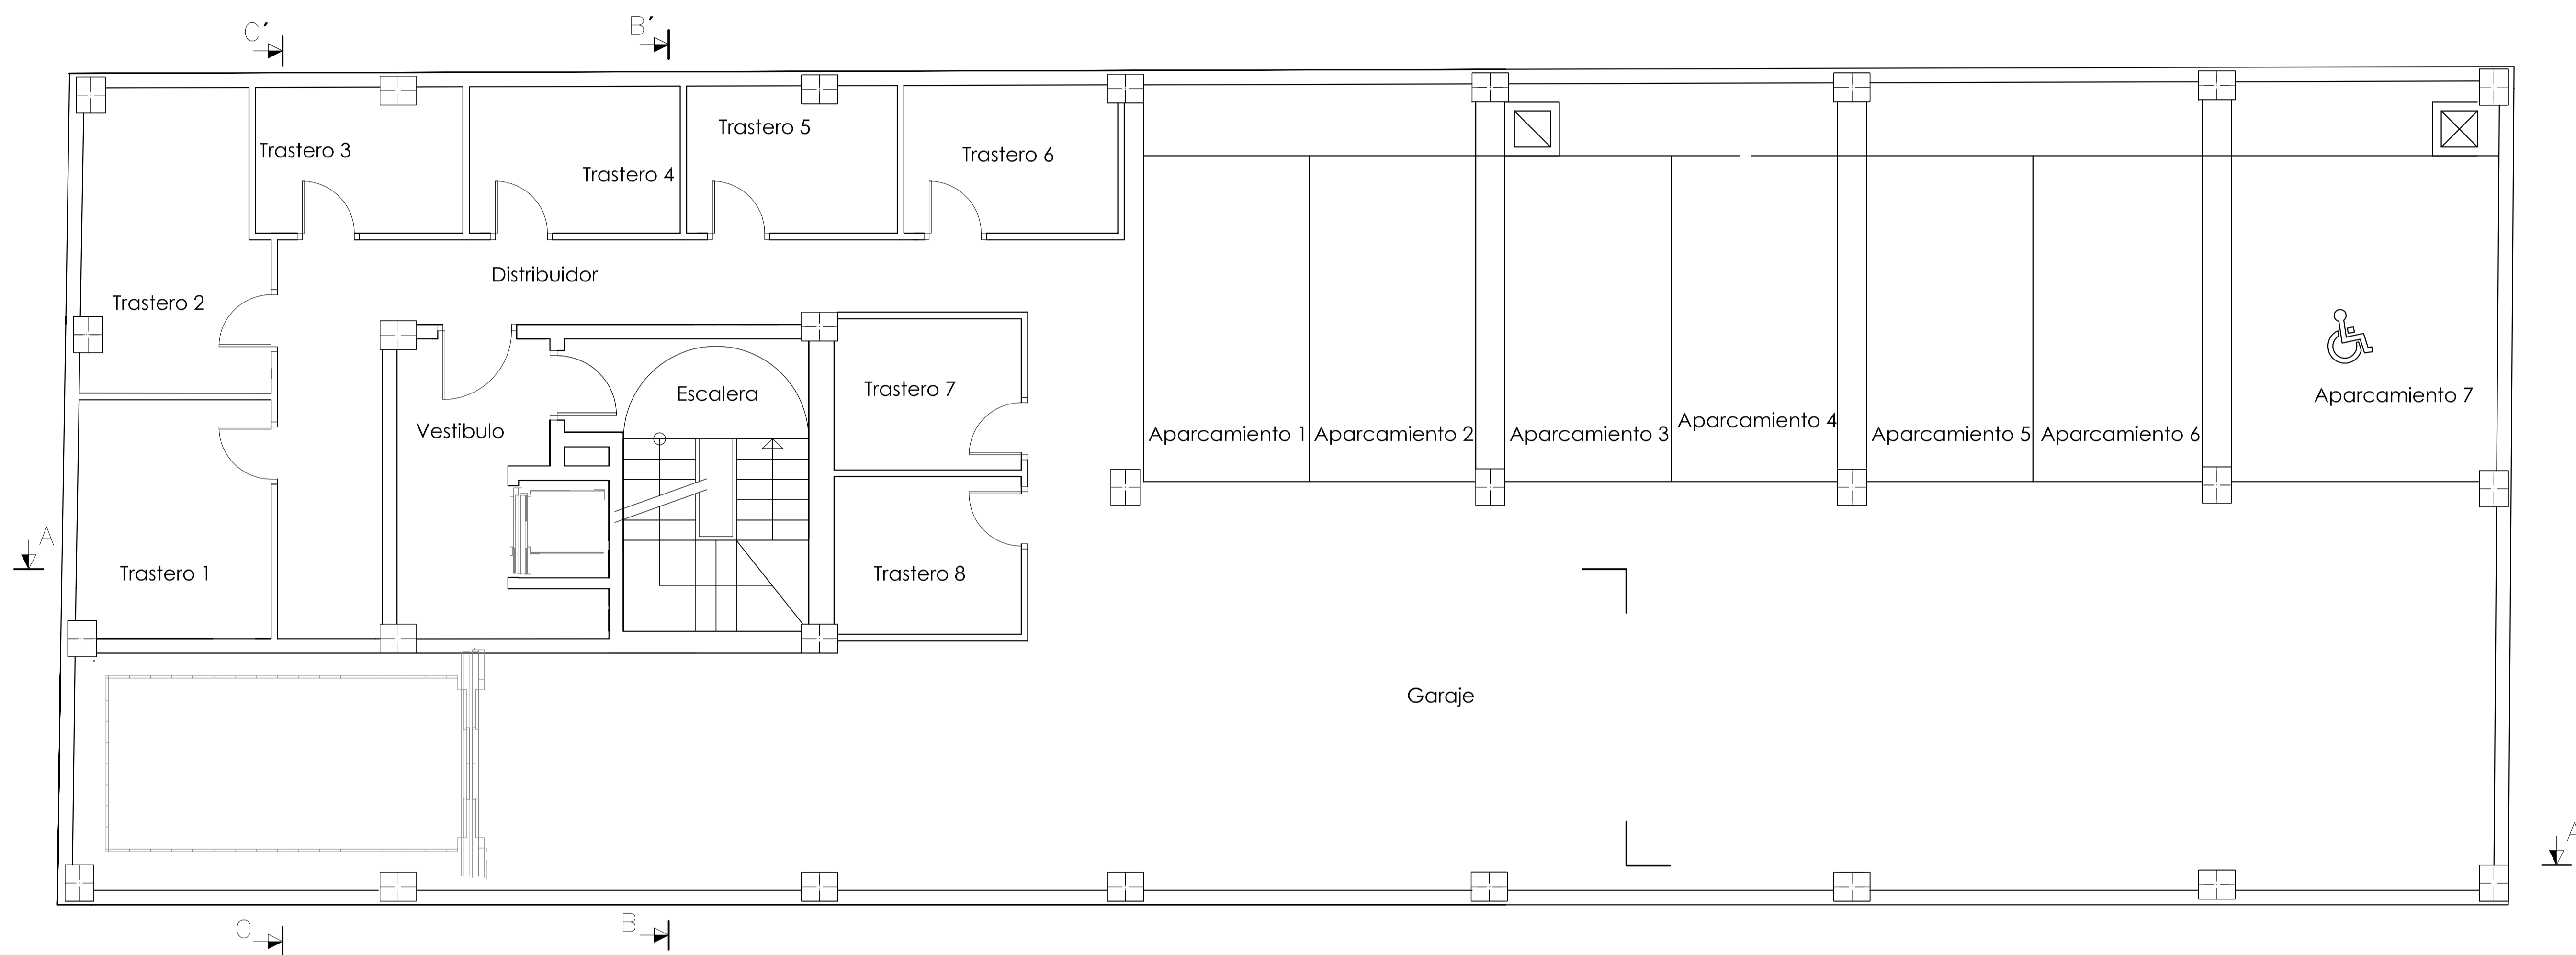 C´
B´
Trastero 5
Trastero 3
Trastero 6
Trastero 4
Distribuidor
Trastero 2
Trastero 7
Escalera
Aparcamiento 7
Vestibulo
Aparcamiento 1
Aparcamiento 2
Aparcamiento 3
Aparcamiento 4
Aparcamiento 5
Aparcamiento 6
A
Trastero 1
Trastero 8
Garaje
A
C
B